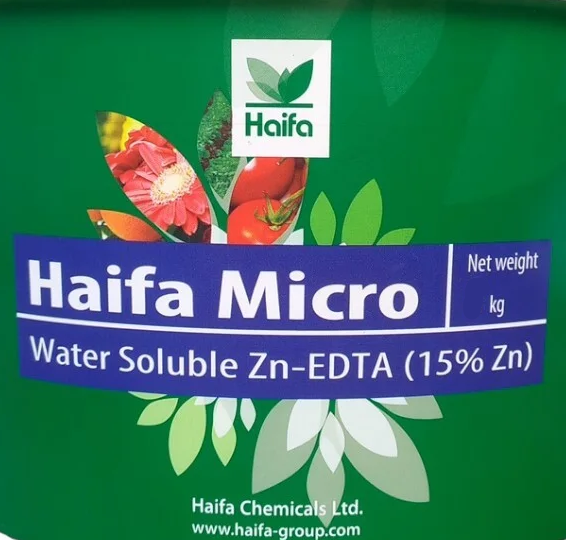 Haifa
Haifa Micro
Net weight
kg
Water Soluble Zn-EDTA (15% Zn)
Haifa Chemicals Ltd.
www.haifa-group.com